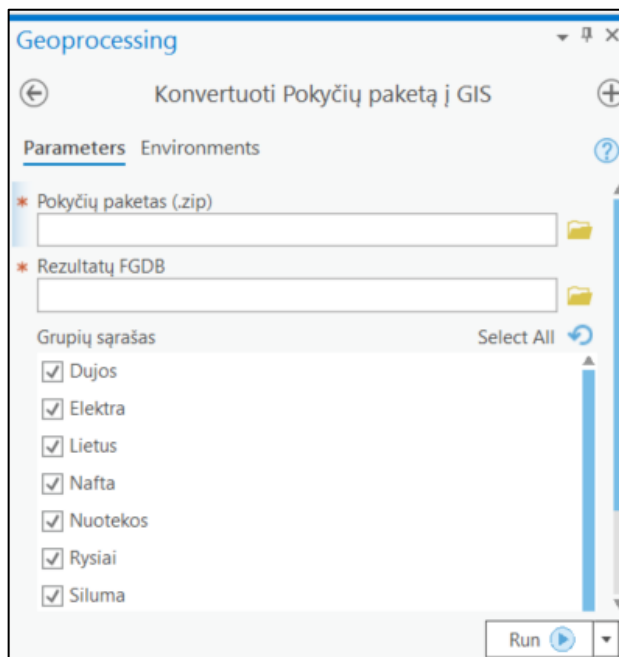 Geoprocessing
Konvertuoti Pokyčių paketą į GIS
Parameters Environments
* Pokyčių paketas (.zip)
* Rezultatų FGDB
Grupių sąrašas Select All
Dujos
Elektra
Lietus
Nafta
Nuotekos
Rysiai
Siluma
Run